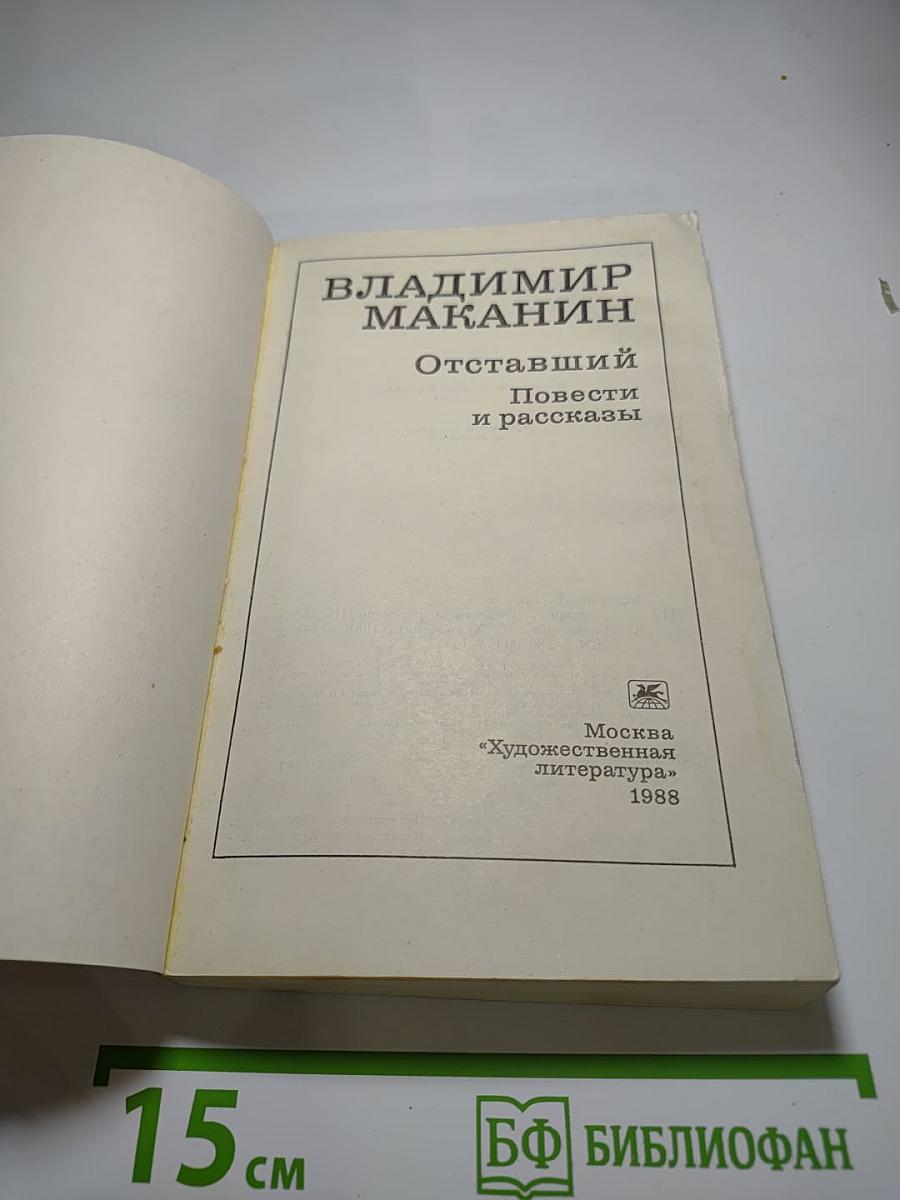 ВЛАДИМИР
МАКАНИН
Отставший
Повести
и рассказы
Москва
«Художественная
литература»
1988
15 см
БФ БИБЛИОФАН